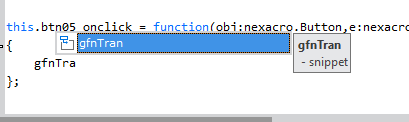 this.btn05_onclick = function(obj:nexacro.Button,e:nexacro
{
gfnTran
gfnTran
- snippet
gfnTra
};